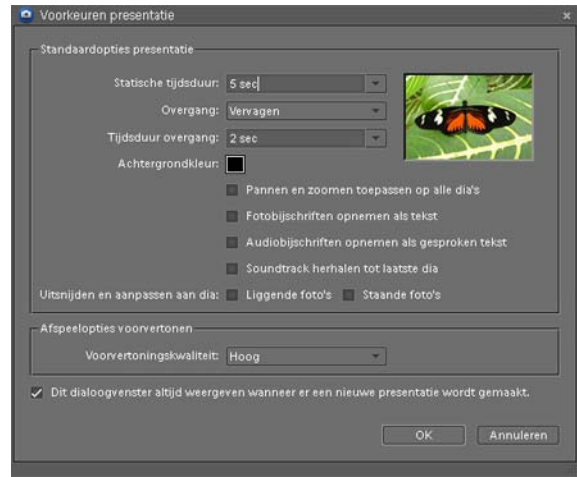 Voorkeuren presentatie
Standaardopties presentatie
Statische tijdsduur: 5 sec
Overgang: Vervagen
Tijdsduur overgang: 2 sec
Achtergrondkleur:
Pannen en zoomen toepassen op alle dia's
Fotobijschriften opnemen als tekst
Audiobijschriften opnemen als gesproken tekst
Soundtrack herhalen tot laatste dia
Uitsnijden en aanpassen aan dia: Liggende foto's Staande foto's
Afspeelopties voorvertonen
Voorvertoningskwaliteit: Hoog
Dit dialoogvenster altijd weergeven wanneer er een nieuwe presentatie wordt gemaakt.
OK Annuleren